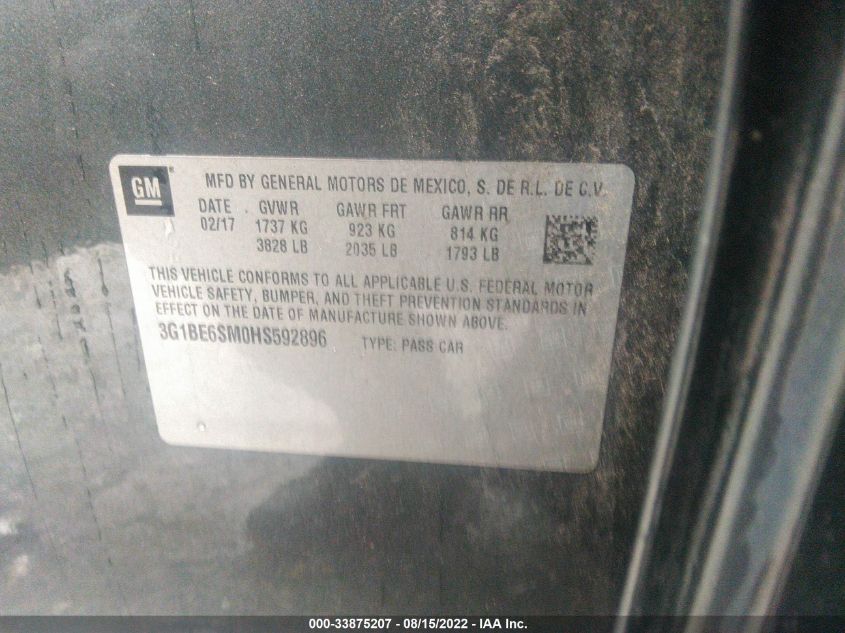 GM
MFD BY GENERAL MOTORS DE MEXICO, S. DE R.L. DE C.V.
DATE GVWR GAWR FRT GAWR RR
02/17 1737 KG 923 KG 814 KG
3828 LB 2035 LB 1793 LB
THIS VEHICLE CONFORMS TO ALL APPLICABLE U.S. FEDERAL MOTOR
VEHICLE SAFETY, BUMPER, AND THEFT PREVENTION STANDARDS IN
EFFECT ON THE DATE OF MANUFACTURE SHOWN ABOVE.
3G1BE6SM0HS592896 TYPE: PASS CAR
000-33875207 - 08/15/2022 - IAA Inc.